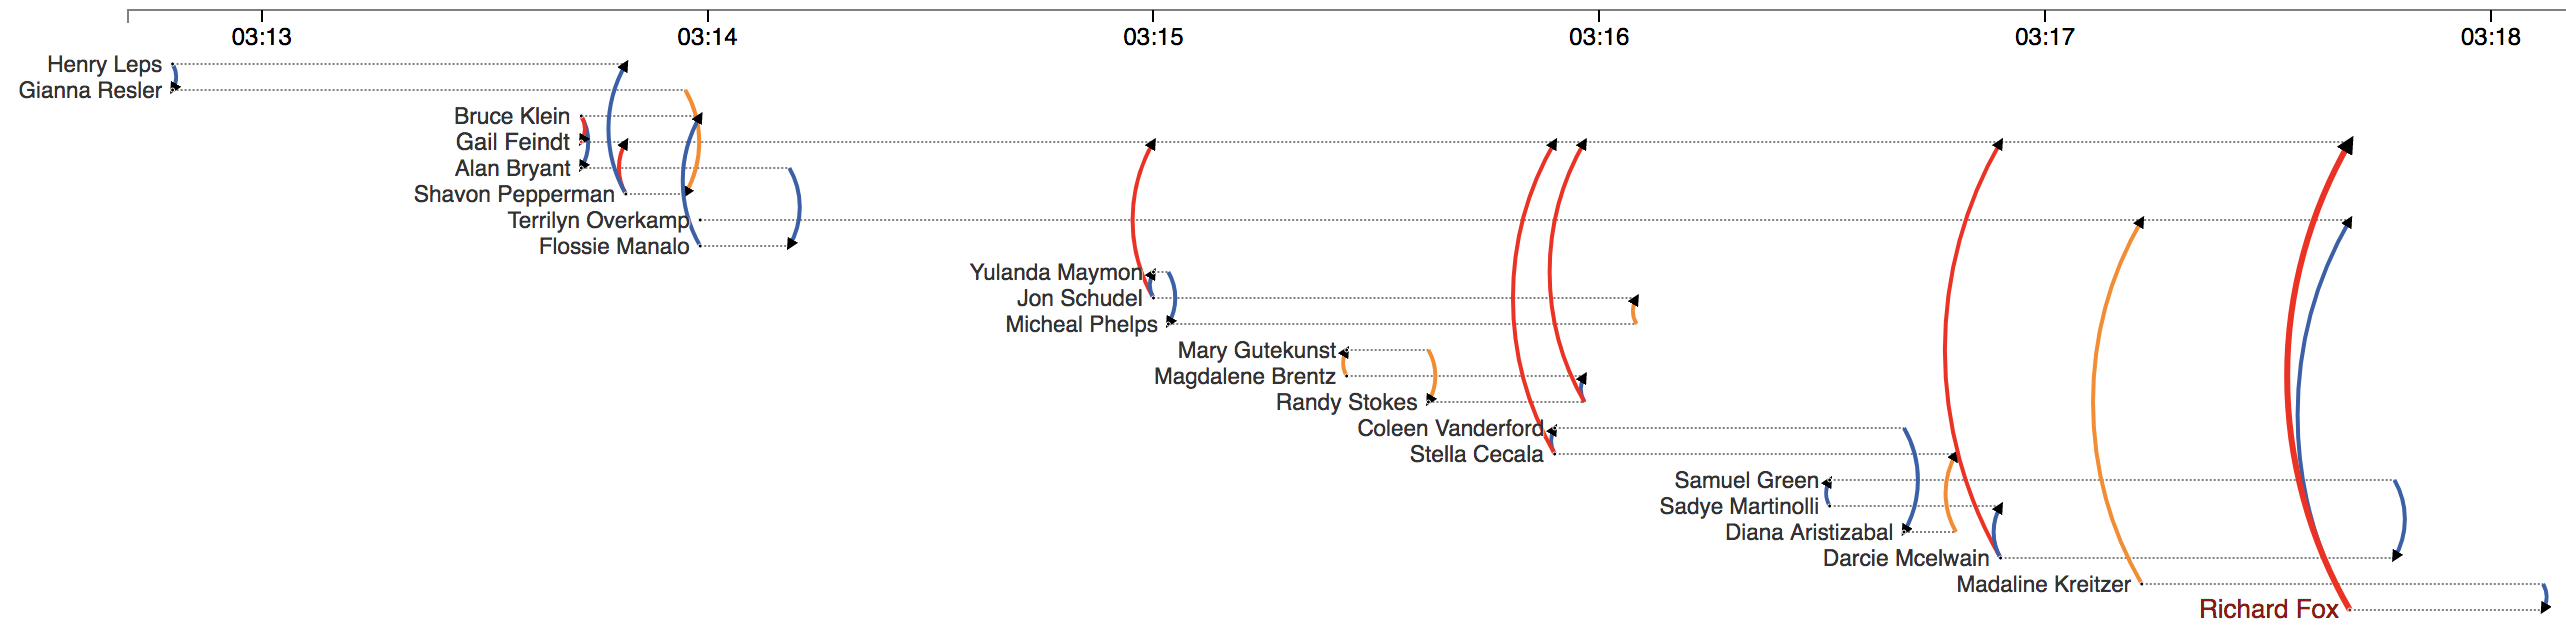 03:13 03:14 03:15 03:16 03:17 03:18
Henry Leps
Gianna Resler
Bruce Klein
Gail Feindt
Alan Bryant
Shavon Pepperman
Terrilyn Overkamp
Flossie Manalo
Yulanda Maymon
Jon Schudel
Micheal Phelps
Mary Gutekunst
Magdalene Brentz
Randy Stokes
Coleen Vanderford
Stella Cecala
Samuel Green
Sadye Martinolli
Diana Aristizabal
Darcie Mcelwain
Madaline Kreitzer
Richard Fox